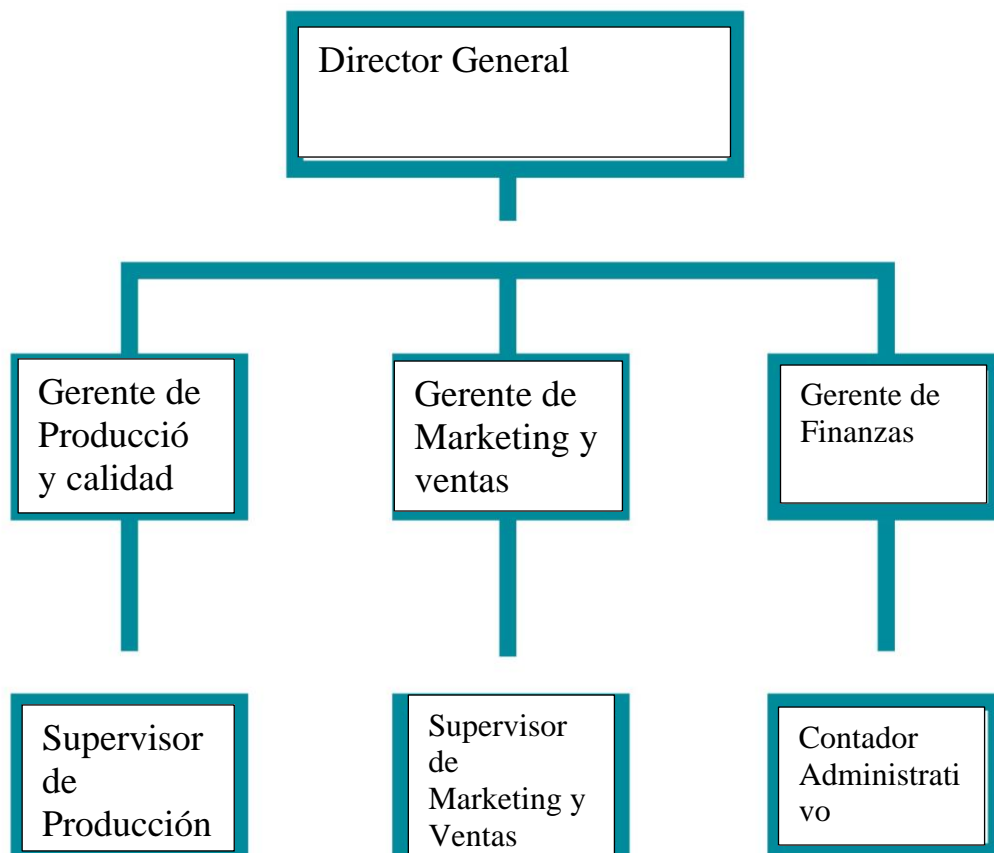 Director General
Gerente de
Producció
y calidad
Gerente de
Marketing y
ventas
Gerente de
Finanzas
Supervisor
de
Producción
Supervisor
de
Marketing y
Ventas
Contador
Administrati
vo